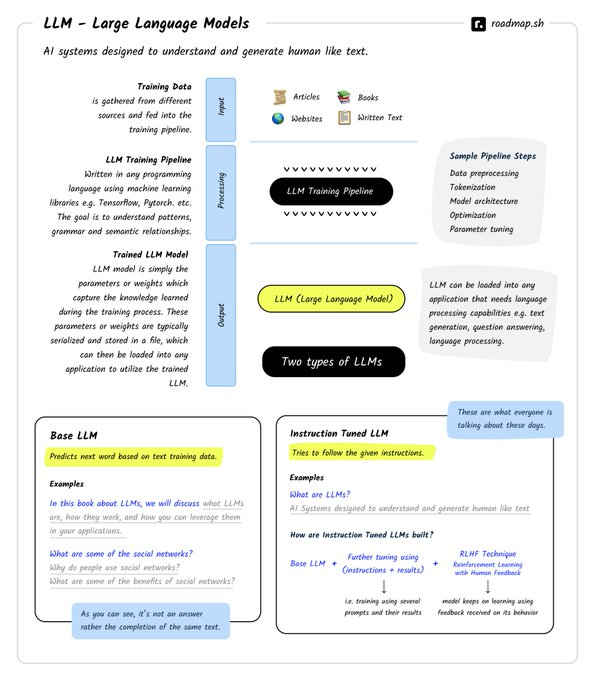 LLM - Large Language Models
roadmap.sh
AI systems designed to understand and generate human like text.
Training Data
is gathered from different
sources and fed into the
training pipeline.
Input
Articles
Books
Websites
Written Text
LLM Training Pipeline
Written in any programming
language using machine learning
libraries e.g. Tensorflow, Pytorch. etc.
The goal is to understand patterns,
grammar and semantic relationships.
Processing
LLM Training Pipeline
Sample Pipeline Steps
Data preprocessing
Tokenization
Model architecture
Optimization
Parameter tuning
Trained LLM Model
LLM model is simply the
parameters or weights which
capture the knowledge learned
during the training process. These
parameters or weights are typically
serialized and stored in a file, which
can then be loaded into any
application to utilize the trained
LLM.
Output
LLM (Large Language Model)
LLM can be loaded into any
application that needs language
processing capabilities e.g. text
generation, question answering,
language processing.
Two types of LLMs
Base LLM
Predicts next word based on text training data.
Examples
In this book about LLMs, we will discuss what LLMs
are, how they work, and how you can leverage them
in your applications.
What are some of the social networks?
Why do people use social networks?
What are some of the benefits of social networks?
As you can see, it's not an answer
rather the completion of the same text.
These are what everyone is
talking about these days.
Instruction Tuned LLM
Tries to follow the given instructions.
Examples
What are LLMs?
AI Systems designed to understand and generate human like text
How are Instruction Tuned LLMs built?
Base LLM + Further tuning using
(instructions + results)
+ RLHF Technique
Reinforcement Learning
with Human Feedback
i.e. training using several
prompts and their results
model keeps on learning using
feedback received on its behavior